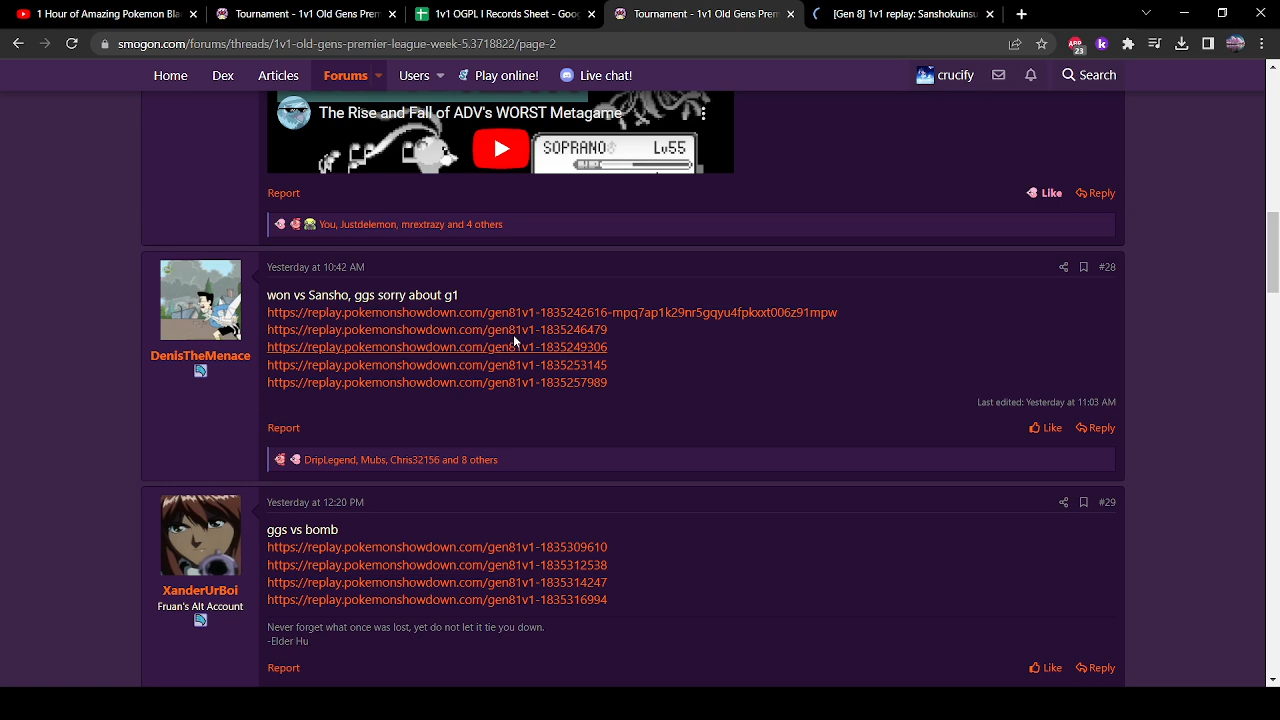 1 Hour of Amazing Pokemon Bla
Tournament - 1v1 Old Gens Prem
1v1 OGPL I Records Sheet - Goog
Tournament - 1v1 Old Gens Prem
[Gen 8] 1v1 replay: Sanshokuinsu
smogon.com/forums/threads/1v1-old-gens-premier-league-week-5.3718822/page-2
23
Home Dex Articles Forums Users Play online! Live chat! crucify Search
The Rise and Fall of ADV's WORST Metagame
SOPRANO Lv55
Report Like Reply
You, Justdelemon, mrextrazy and 4 others
Yesterday at 10:42 AM #28
won vs Sansho, ggs sorry about g1
https://replay.pokemonshowdown.com/gen81v1-1835242616-mpq7ap1k29nr5gqyu4fpkxxt006z91mpw
https://replay.pokemonshowdown.com/gen81v1-1835246479
https://replay.pokemonshowdown.com/gen81v1-1835249306
https://replay.pokemonshowdown.com/gen81v1-1835253145
https://replay.pokemonshowdown.com/gen81v1-1835257989
DenisTheMenace
Last edited: Yesterday at 11:03 AM
Report Like Reply
DripLegend, Mubs, Chris32156 and 8 others
Yesterday at 12:20 PM #29
ggs vs bomb
https://replay.pokemonshowdown.com/gen81v1-1835309610
https://replay.pokemonshowdown.com/gen81v1-1835312538
https://replay.pokemonshowdown.com/gen81v1-1835314247
https://replay.pokemonshowdown.com/gen81v1-1835316994
XanderUrBoi
Fruan's Alt Account
Never forget what once was lost, yet do not let it tie you down.
-Elder Hu
Report Like Reply